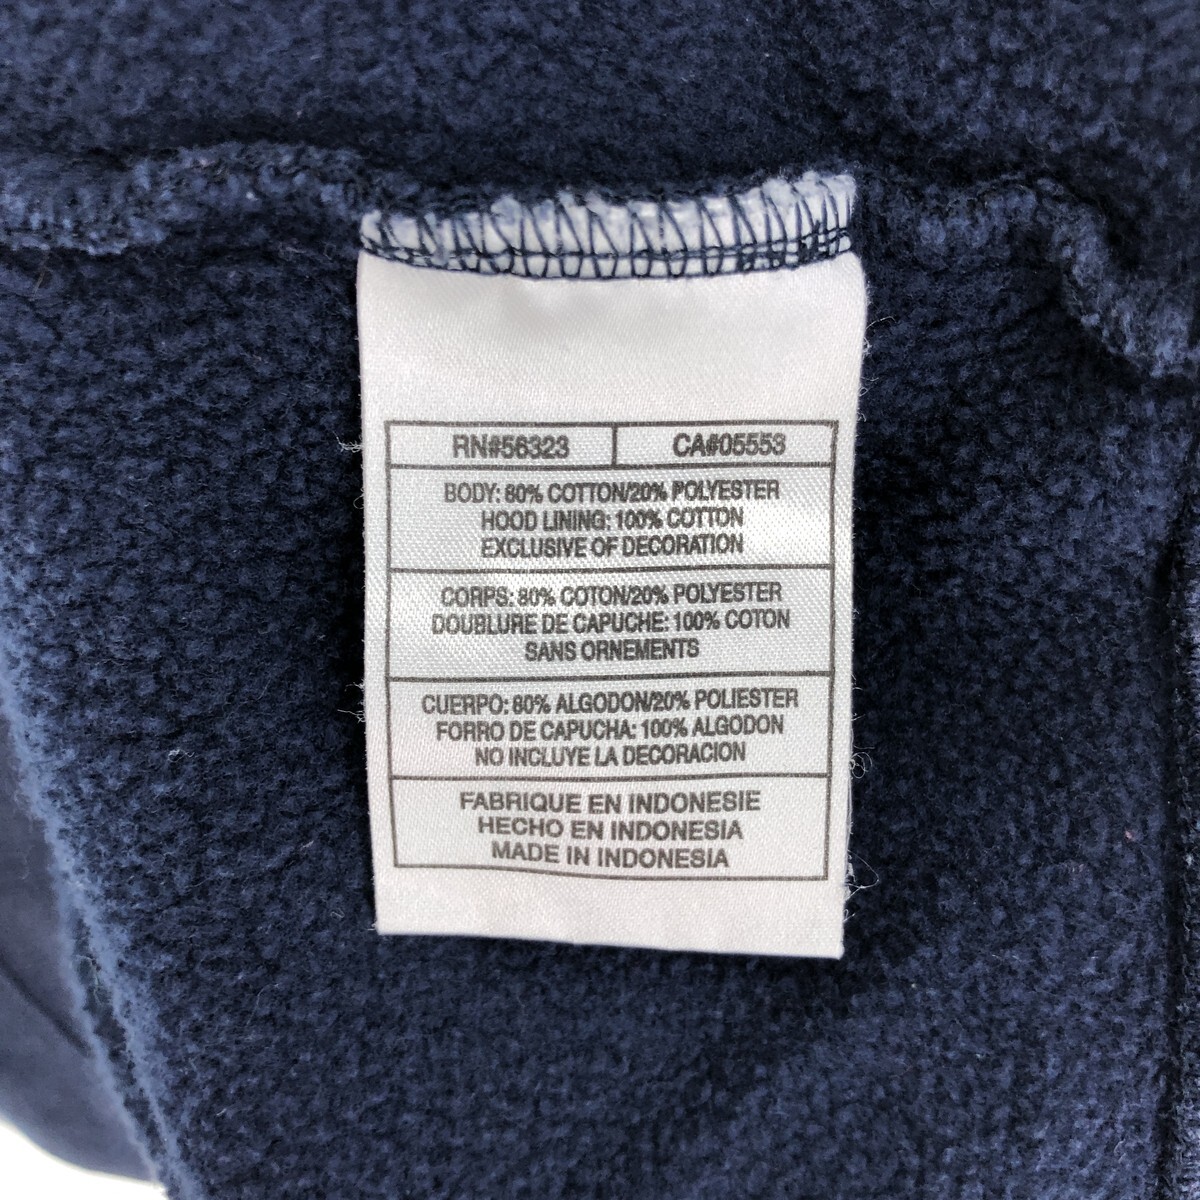 RN#56323 CA#05553
BODY: 80% COTTON/20% POLYESTER
HOOD LINING: 100% COTTON
EXCLUSIVE OF DECORATION
CORPS: 80% COTON/20% POLYESTER
DOUBLURE DE CAPUCHE: 100% COTON
SANS ORNEMENTS
CUERPO: 80% ALGODON/20% POLIESTER
FORRO DE CAPUCHA: 100% ALGODON
NO INCLUYE LA DECORACION
FABRIQUE EN INDONESIE
HECHO EN INDONESIA
MADE IN INDONESIA